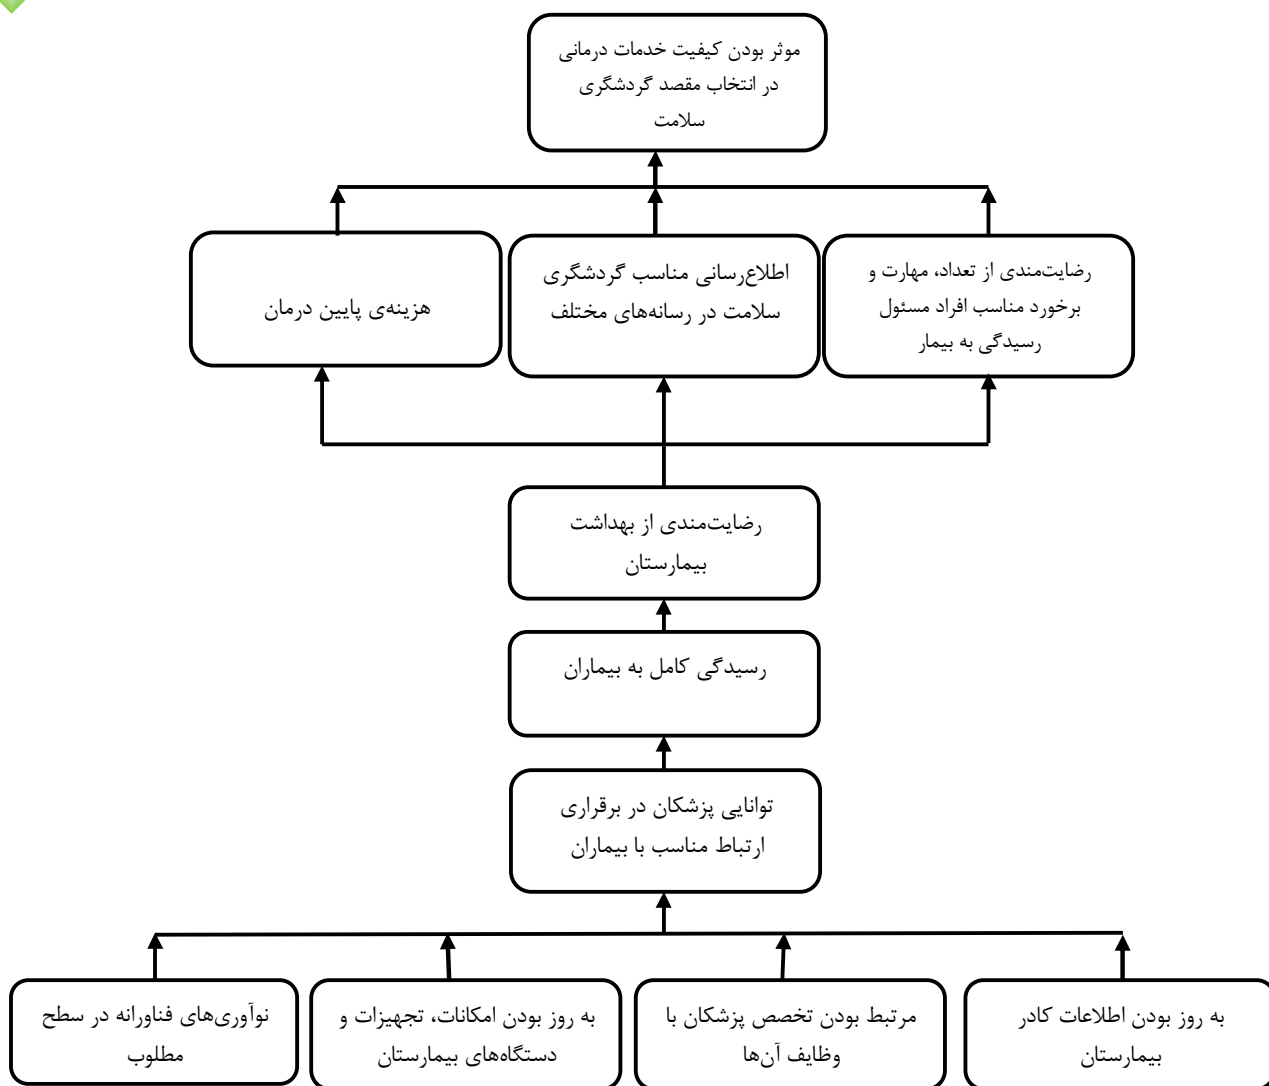 موثر بودن کیفیت خدمات درمانی
در انتخاب مقصد گردشگری
سلامت
رضایت‌مندی از تعداد، مهارت و
برخورد مناسب افراد مسئول
رسیدگی به بیمار
اطلاع‌رسانی مناسب گردشگری
سلامت در رسانه‌های مختلف
هزینه‌ی پایین درمان
رضایت‌مندی از بهداشت
بیمارستان
رسیدگی کامل به بیماران
توانایی پزشکان در برقراری
ارتباط مناسب با بیماران
به روز بودن اطلاعات کادر
بیمارستان
مرتبط بودن تخصص پزشکان با
وظایف آن‌ها
به روز بودن امکانات، تجهیزات و
دستگاه‌های بیمارستان
نوآوری‌های فناورانه در سطح
مطلوب